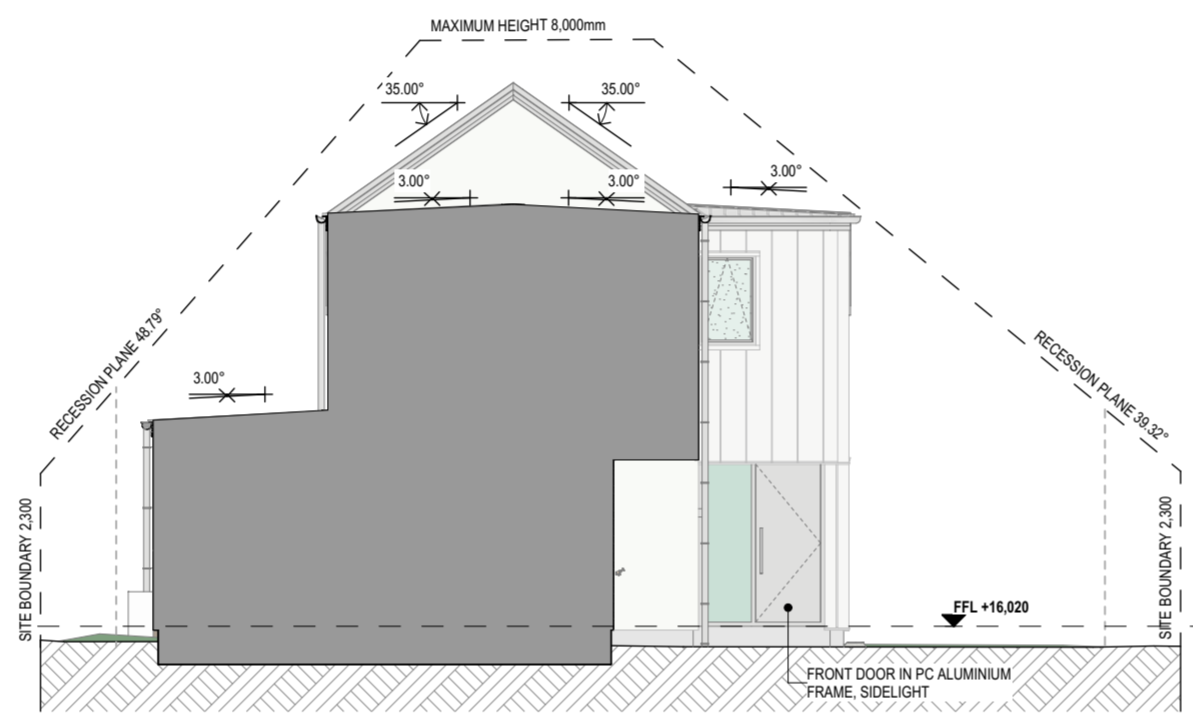 MAXIMUM HEIGHT 8,000mm
35.00°
35.00°
3.00°
3.00°
3.00°
3.00°
RECESSION PLANE 48.79°
RECESSION PLANE 39.32°
SITE BOUNDARY 2,300
SITE BOUNDARY 2,300
FFL +16,020
FRONT DOOR IN PC ALUMINIUM
FRAME, SIDELIGHT